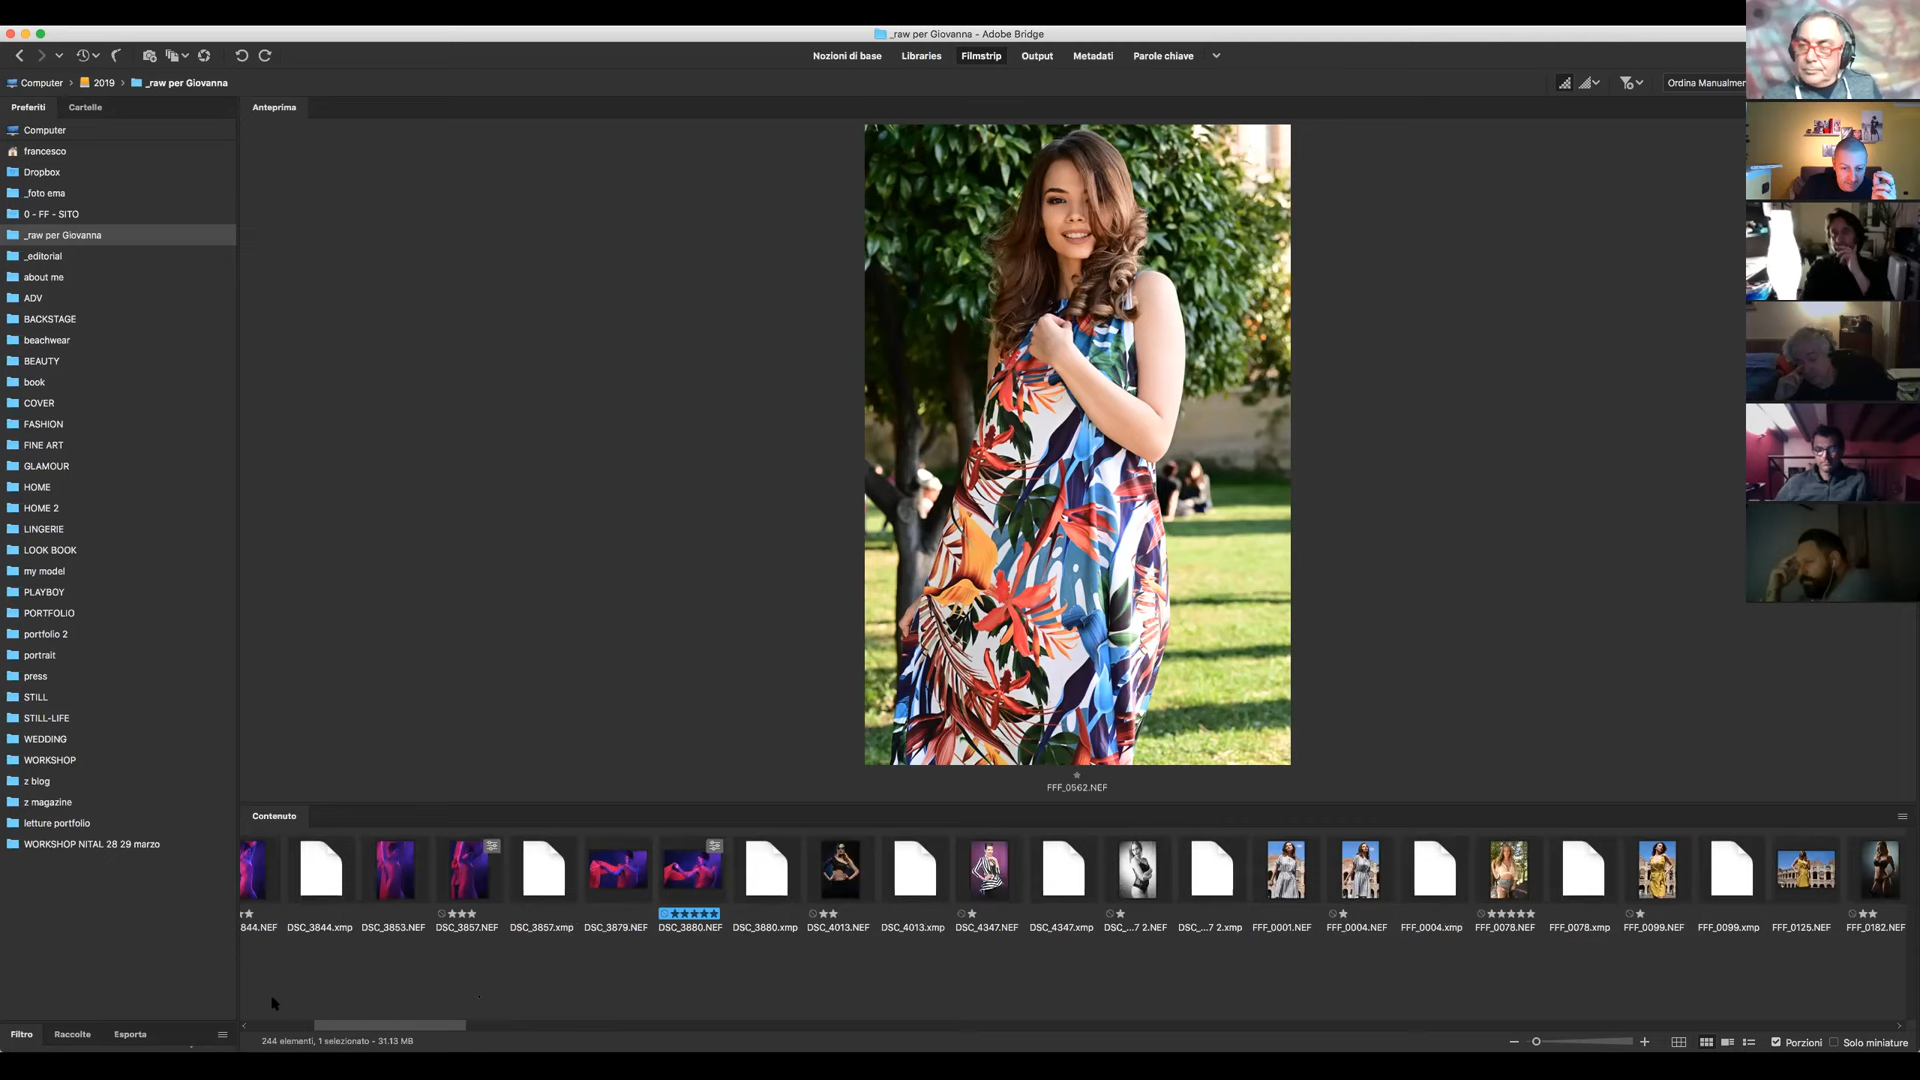 _raw per Giovanna - Adobe Bridge
Nozioni di base Libraries Filmstrip Output Metadati Parole chiave
Computer 2019 _raw per Giovanna
Ordina Manualmen
Preferiti Cartelle
Anteprima
Computer
francesco
Dropbox
_foto ema
0 - FF - SITO
_raw per Giovanna
_editorial
about me
ADV
BACKSTAGE
beachwear
BEAUTY
book
COVER
FASHION
FINE ART
GLAMOUR
HOME
HOME 2
LINGERIE
LOOK BOOK
my model
PLAYBOY
PORTFOLIO
portfolio 2
portrait
press
STILL
STILL-LIFE
WEDDING
WORKSHOP
z blog
z magazine
letture portfolio
WORKSHOP NITAL 28 29 marzo
FFF_0562.NEF
Contenuto
844.NEF DSC_3844.xmp DSC_3853.NEF DSC_3857.NEF DSC_3857.xmp DSC_3879.NEF DSC_3880.NEF DSC_3880.xmp DSC_4013.NEF DSC_4013.xmp DSC_4347.NEF DSC_4347.xmp DSC_...7 2.NEF DSC_...7 2.xmp FFF_0001.NEF FFF_0004.NEF FFF_0004.xmp FFF_0078.NEF FFF_0078.xmp FFF_0099.NEF FFF_0099.xmp FFF_0125.NEF FFF_0182.NEF
Filtro Raccolte Esporta
244 elementi, 1 selezionato - 31.13 MB
Porzioni Solo miniature